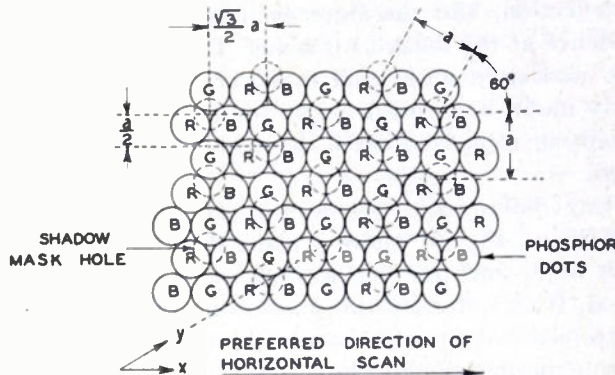 √3/2 a
a
60°
G R B G R B G
a/2
R B G R B G R B
a
G R B G R B G R
R B G R B G R B
B G R B G R B G R
SHADOW MASK HOLE
R B G R B G R B
PHOSPHOR DOTS
B G R B G R B G
y
x
PREFERRED DIRECTION OF
HORIZONTAL SCAN